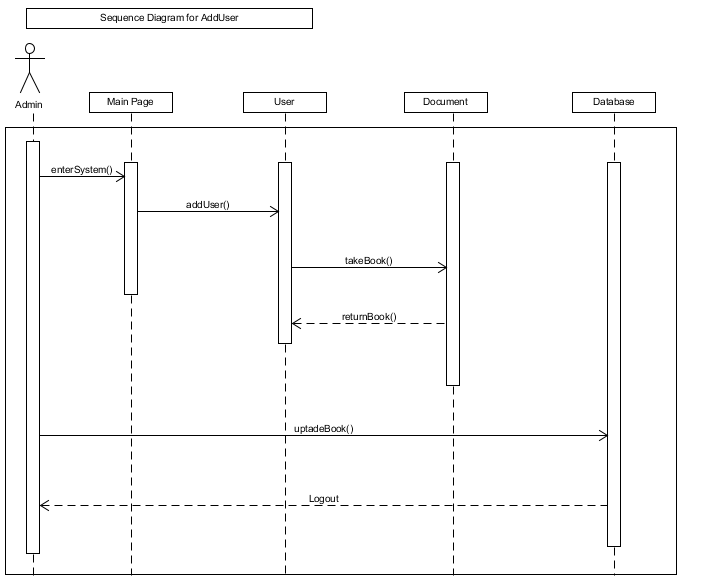 Sequence Diagram for AddUser
Admin
Main Page
User
Document
Database
enterSystem()
addUser()
takeBook()
returnBook()
uptadeBook()
Logout